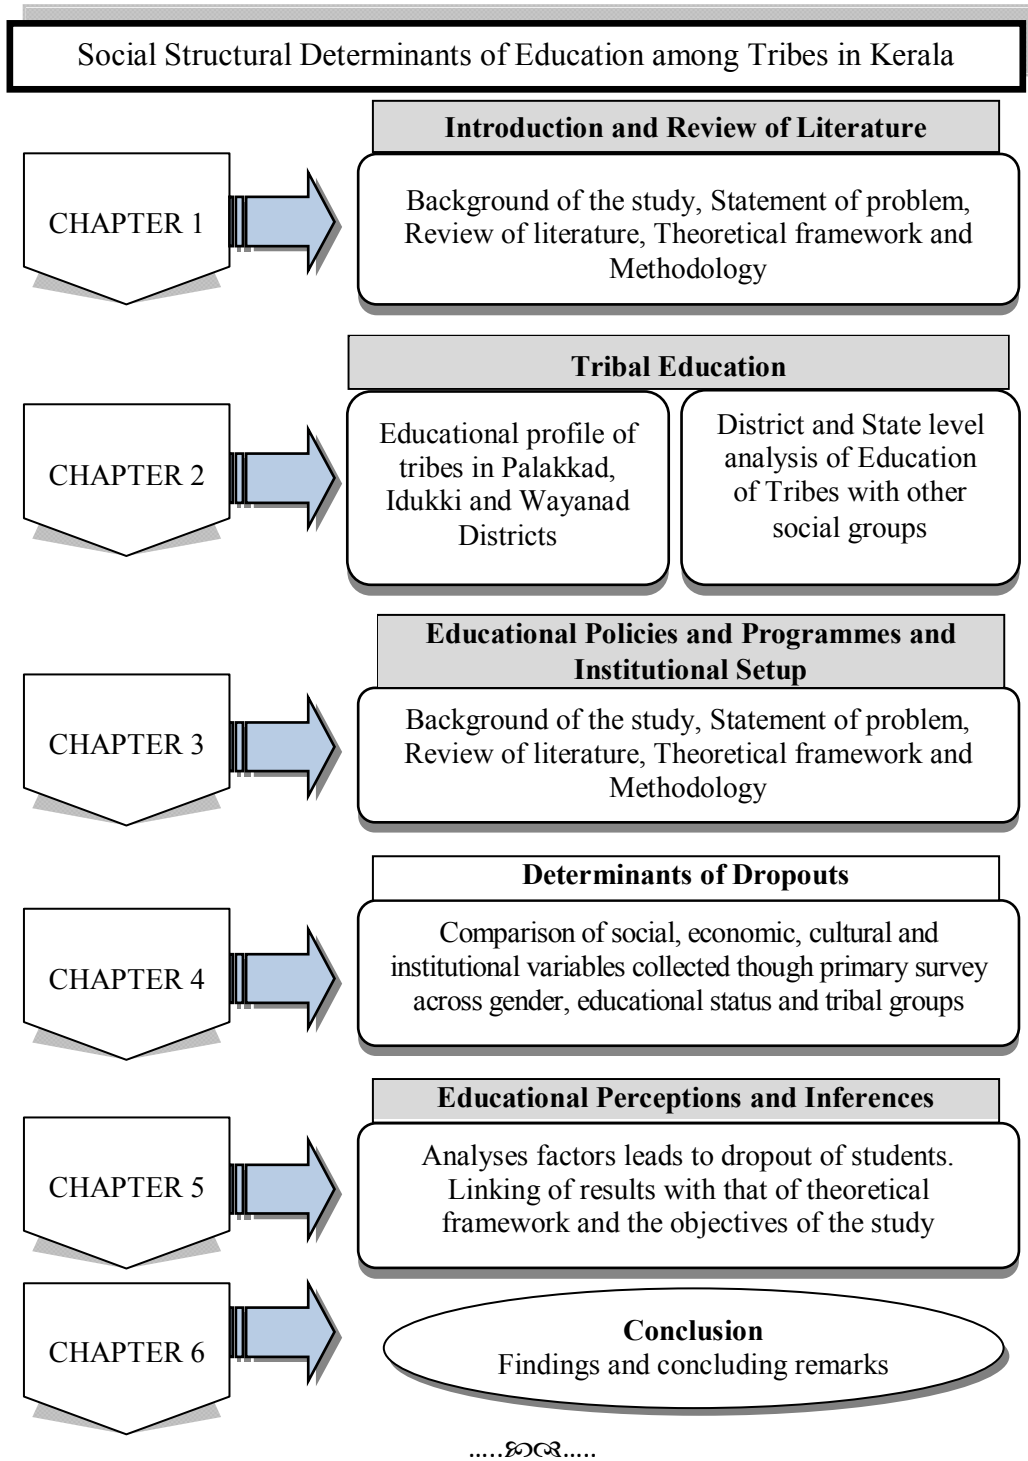 Social Structural Determinants of Education among Tribes in Kerala
Introduction and Review of Literature
CHAPTER 1
Background of the study, Statement of problem,
Review of literature, Theoretical framework and
Methodology
Tribal Education
CHAPTER 2
Educational profile of
tribes in Palakkad,
Idukki and Wayanad
Districts
District and State level
analysis of Education
of Tribes with other
social groups
Educational Policies and Programmes and
Institutional Setup
CHAPTER 3
Background of the study, Statement of problem,
Review of literature, Theoretical framework and
Methodology
Determinants of Dropouts
CHAPTER 4
Comparison of social, economic, cultural and
institutional variables collected though primary survey
across gender, educational status and tribal groups
Educational Perceptions and Inferences
CHAPTER 5
Analyses factors leads to dropout of students.
Linking of results with that of theoretical
framework and the objectives of the study
CHAPTER 6
Conclusion
Findings and concluding remarks